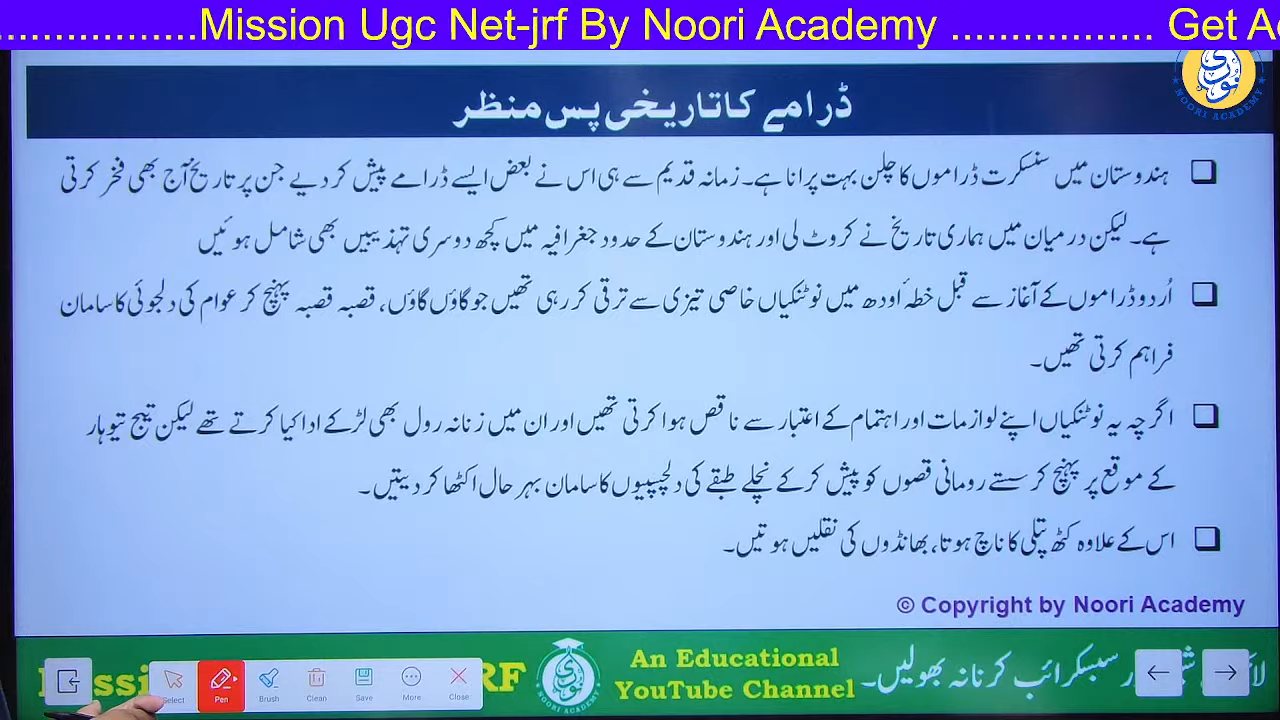 .................Mission Ugc Net-jrf By Noori Academy ................. Get
NOORI ACADEMY
ڈرامے کا تاریخی پس منظر
❑ ہندوستان میں سنسکرت ڈراموں کا چلن بہت پرانا ہے۔ زمانہ قدیم سے ہی اس نے بعض ایسے ڈرامے پیش کر دیے جن پر تاریخ آج بھی فخر کرتی
ہے۔ لیکن درمیان میں ہماری تاریخ نے کروٹ لی اور ہندوستان کے حدود جغرافیہ میں کچھ دوسری تہذیبیں بھی شامل ہوئیں
❑ اُردو ڈراموں کے آغاز سے قبل خطہٴ اودھ میں نوٹنکیاں خاصی تیزی سے ترقی کر رہی تھیں جو گاؤں گاؤں، قصبہ قصبہ پہنچ کر عوام کی دلجوئی کا سامان
فراہم کرتی تھیں۔
❑ اگرچہ یہ نوٹنکیاں اپنے لوازمات اور اہتمام کے اعتبار سے ناقص ہوا کرتی تھیں اور ان میں زنانہ رول بھی لڑکے ادا کیا کرتے تھے لیکن تیج تیوہار
کے موقع پر پہنچ کر سستے رومانی قصوں کو پیش کر کے نچلے طبقے کی دلچسپیوں کا سامان بہر حال اکٹھا کر دیتیں۔
❑ اس کے علاوہ کٹھ پتلی کا ناچ ہوتا، بھانڈوں کی نقلیں ہوتیں۔
© Copyright by Noori Academy
RF
NOORI ACADEMY
An Educational
YouTube Channel
سبسکرائب کرنا نہ بھولیں۔
Select Pen Brush Clean Save More Close